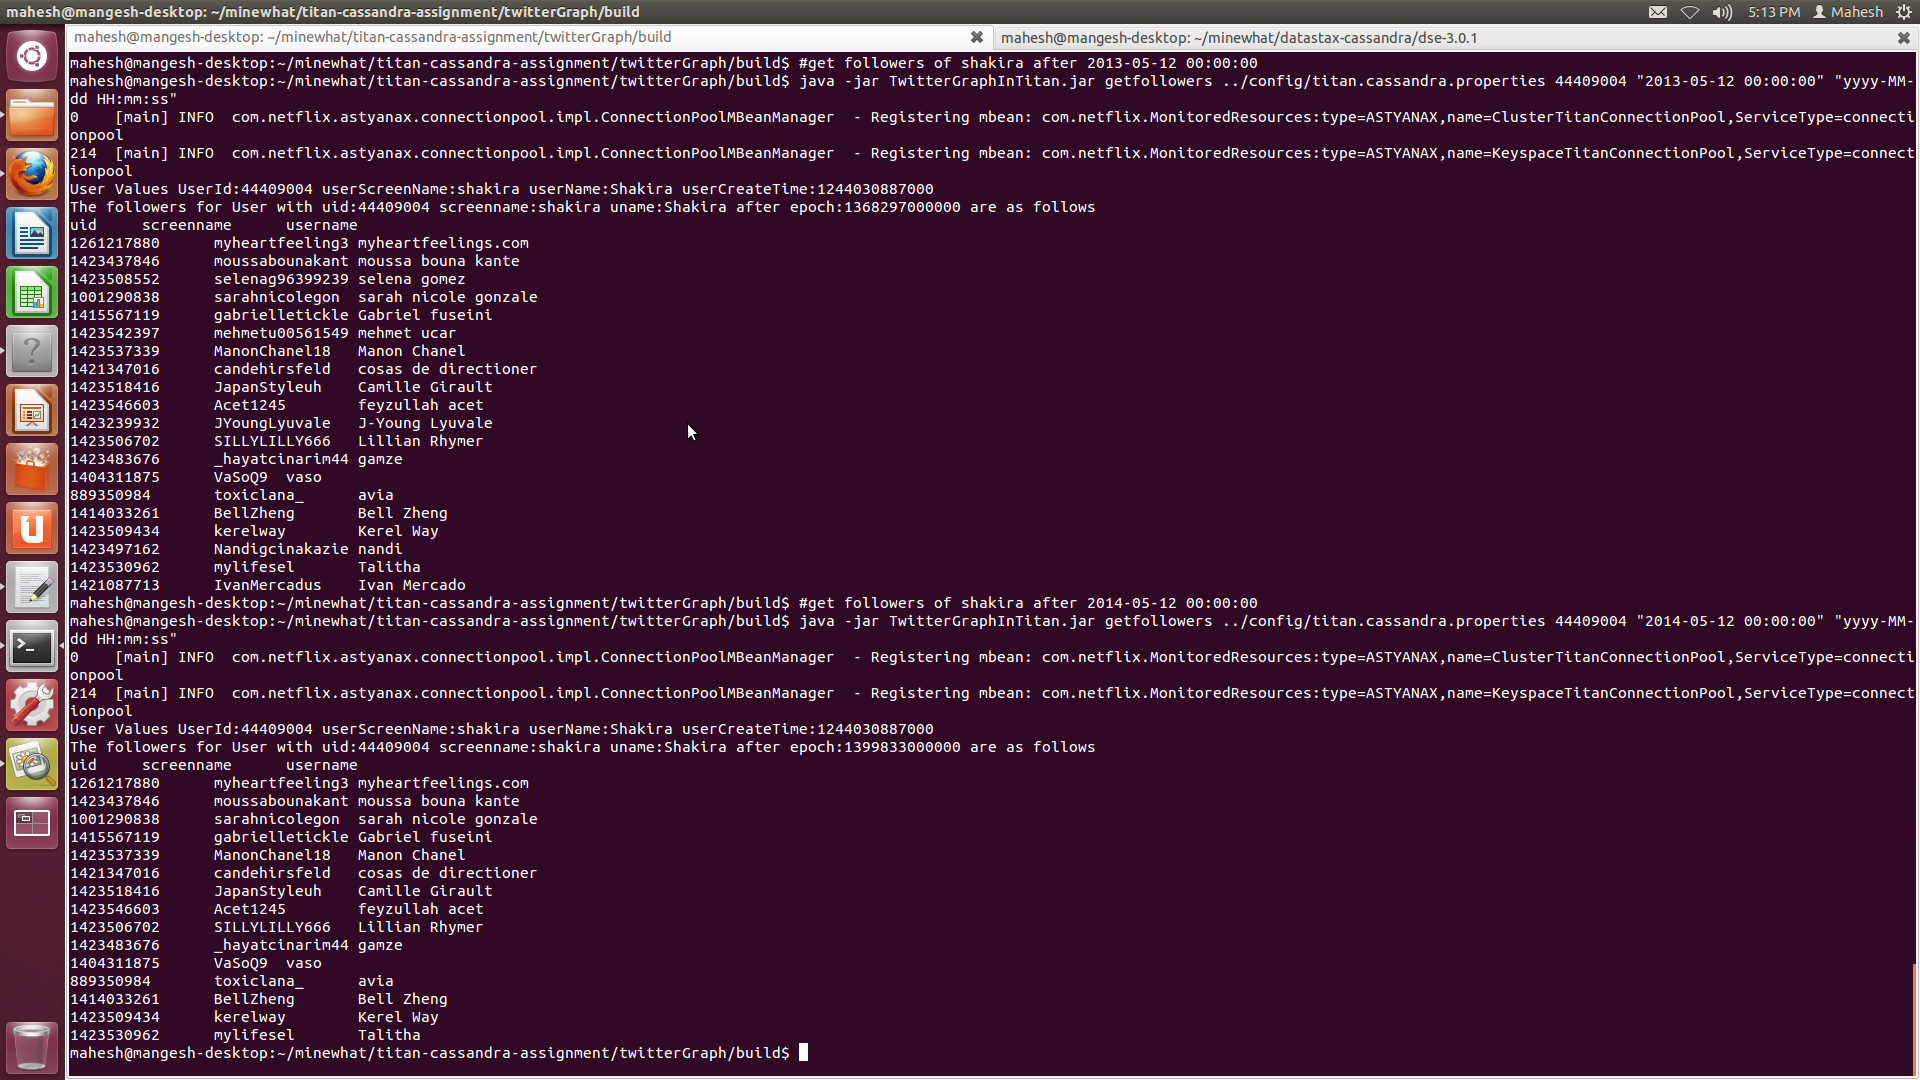 mahesh@mangesh-desktop: ~/minewhat/titan-cassandra-assignment/twitterGraph/build
5:13 PM
Mahesh
mahesh@mangesh-desktop: ~/minewhat/titan-cassandra-assignment/twitterGraph/build
mahesh@mangesh-desktop: ~/minewhat/datastax-cassandra/dse-3.0.1
mahesh@mangesh-desktop:~/minewhat/titan-cassandra-assignment/twitterGraph/build$ #get followers of shakira after 2013-05-12 00:00:00
mahesh@mangesh-desktop:~/minewhat/titan-cassandra-assignment/twitterGraph/build$ java -jar TwitterGraphInTitan.jar getfollowers ../config/titan.cassandra.properties 44409004 "2013-05-12 00:00:00" "yyyy-MM-
dd HH:mm:ss"
0    [main] INFO  com.netflix.astyanax.connectionpool.impl.ConnectionPoolMBeanManager  - Registering mbean: com.netflix.MonitoredResources:type=ASTYANAX,name=ClusterTitanConnectionPool,ServiceType=connecti
onpool
214  [main] INFO  com.netflix.astyanax.connectionpool.impl.ConnectionPoolMBeanManager  - Registering mbean: com.netflix.MonitoredResources:type=ASTYANAX,name=KeyspaceTitanConnectionPool,ServiceType=connect
ionpool
User Values UserId:44409004 userScreenName:shakira userName:Shakira userCreateTime:1244030887000
The followers for User with uid:44409004 screenname:shakira uname:Shakira after epoch:1368297000000 are as follows
uid     screenname      username
1261217880      myheartfeeling3 myheartfeelings.com
1423437846      moussabounakant moussa bouna kante
1423508552      selenag96399239 selena gomez
1001290838      sarahnicolegon  sarah nicole gonzale
1415567119      gabrielletickle Gabriel fuseini
1423542397      mehmetu00561549 mehmet ucar
1423537339      ManonChanel18   Manon Chanel
1421347016      candehirsfeld   cosas de directioner
1423518416      JapanStyleuh    Camille Girault
1423546603      Acet1245        feyzullah acet
1423239932      JYoungLyuvale   J-Young Lyuvale
1423506702      SILLYLILLY666   Lillian Rhymer
1423483676      _hayatcinarim44 gamze
1404311875      VaSoQ9  vaso
889350984       toxiclana_      avia
1414033261      BellZheng       Bell Zheng
1423509434      kerelway        Kerel Way
1423497162      Nandigcinakazie nandi
1423530962      mylifesel       Talitha
1421087713      IvanMercadus    Ivan Mercado
mahesh@mangesh-desktop:~/minewhat/titan-cassandra-assignment/twitterGraph/build$ #get followers of shakira after 2014-05-12 00:00:00
mahesh@mangesh-desktop:~/minewhat/titan-cassandra-assignment/twitterGraph/build$ java -jar TwitterGraphInTitan.jar getfollowers ../config/titan.cassandra.properties 44409004 "2014-05-12 00:00:00" "yyyy-MM-
dd HH:mm:ss"
0    [main] INFO  com.netflix.astyanax.connectionpool.impl.ConnectionPoolMBeanManager  - Registering mbean: com.netflix.MonitoredResources:type=ASTYANAX,name=ClusterTitanConnectionPool,ServiceType=connecti
onpool
214  [main] INFO  com.netflix.astyanax.connectionpool.impl.ConnectionPoolMBeanManager  - Registering mbean: com.netflix.MonitoredResources:type=ASTYANAX,name=KeyspaceTitanConnectionPool,ServiceType=connect
ionpool
User Values UserId:44409004 userScreenName:shakira userName:Shakira userCreateTime:1244030887000
The followers for User with uid:44409004 screenname:shakira uname:Shakira after epoch:1399833000000 are as follows
uid     screenname      username
1261217880      myheartfeeling3 myheartfeelings.com
1423437846      moussabounakant moussa bouna kante
1001290838      sarahnicolegon  sarah nicole gonzale
1415567119      gabrielletickle Gabriel fuseini
1423537339      ManonChanel18   Manon Chanel
1421347016      candehirsfeld   cosas de directioner
1423518416      JapanStyleuh    Camille Girault
1423546603      Acet1245        feyzullah acet
1423506702      SILLYLILLY666   Lillian Rhymer
1423483676      _hayatcinarim44 gamze
1404311875      VaSoQ9  vaso
889350984       toxiclana_      avia
1414033261      BellZheng       Bell Zheng
1423509434      kerelway        Kerel Way
1423530962      mylifesel       Talitha
mahesh@mangesh-desktop:~/minewhat/titan-cassandra-assignment/twitterGraph/build$